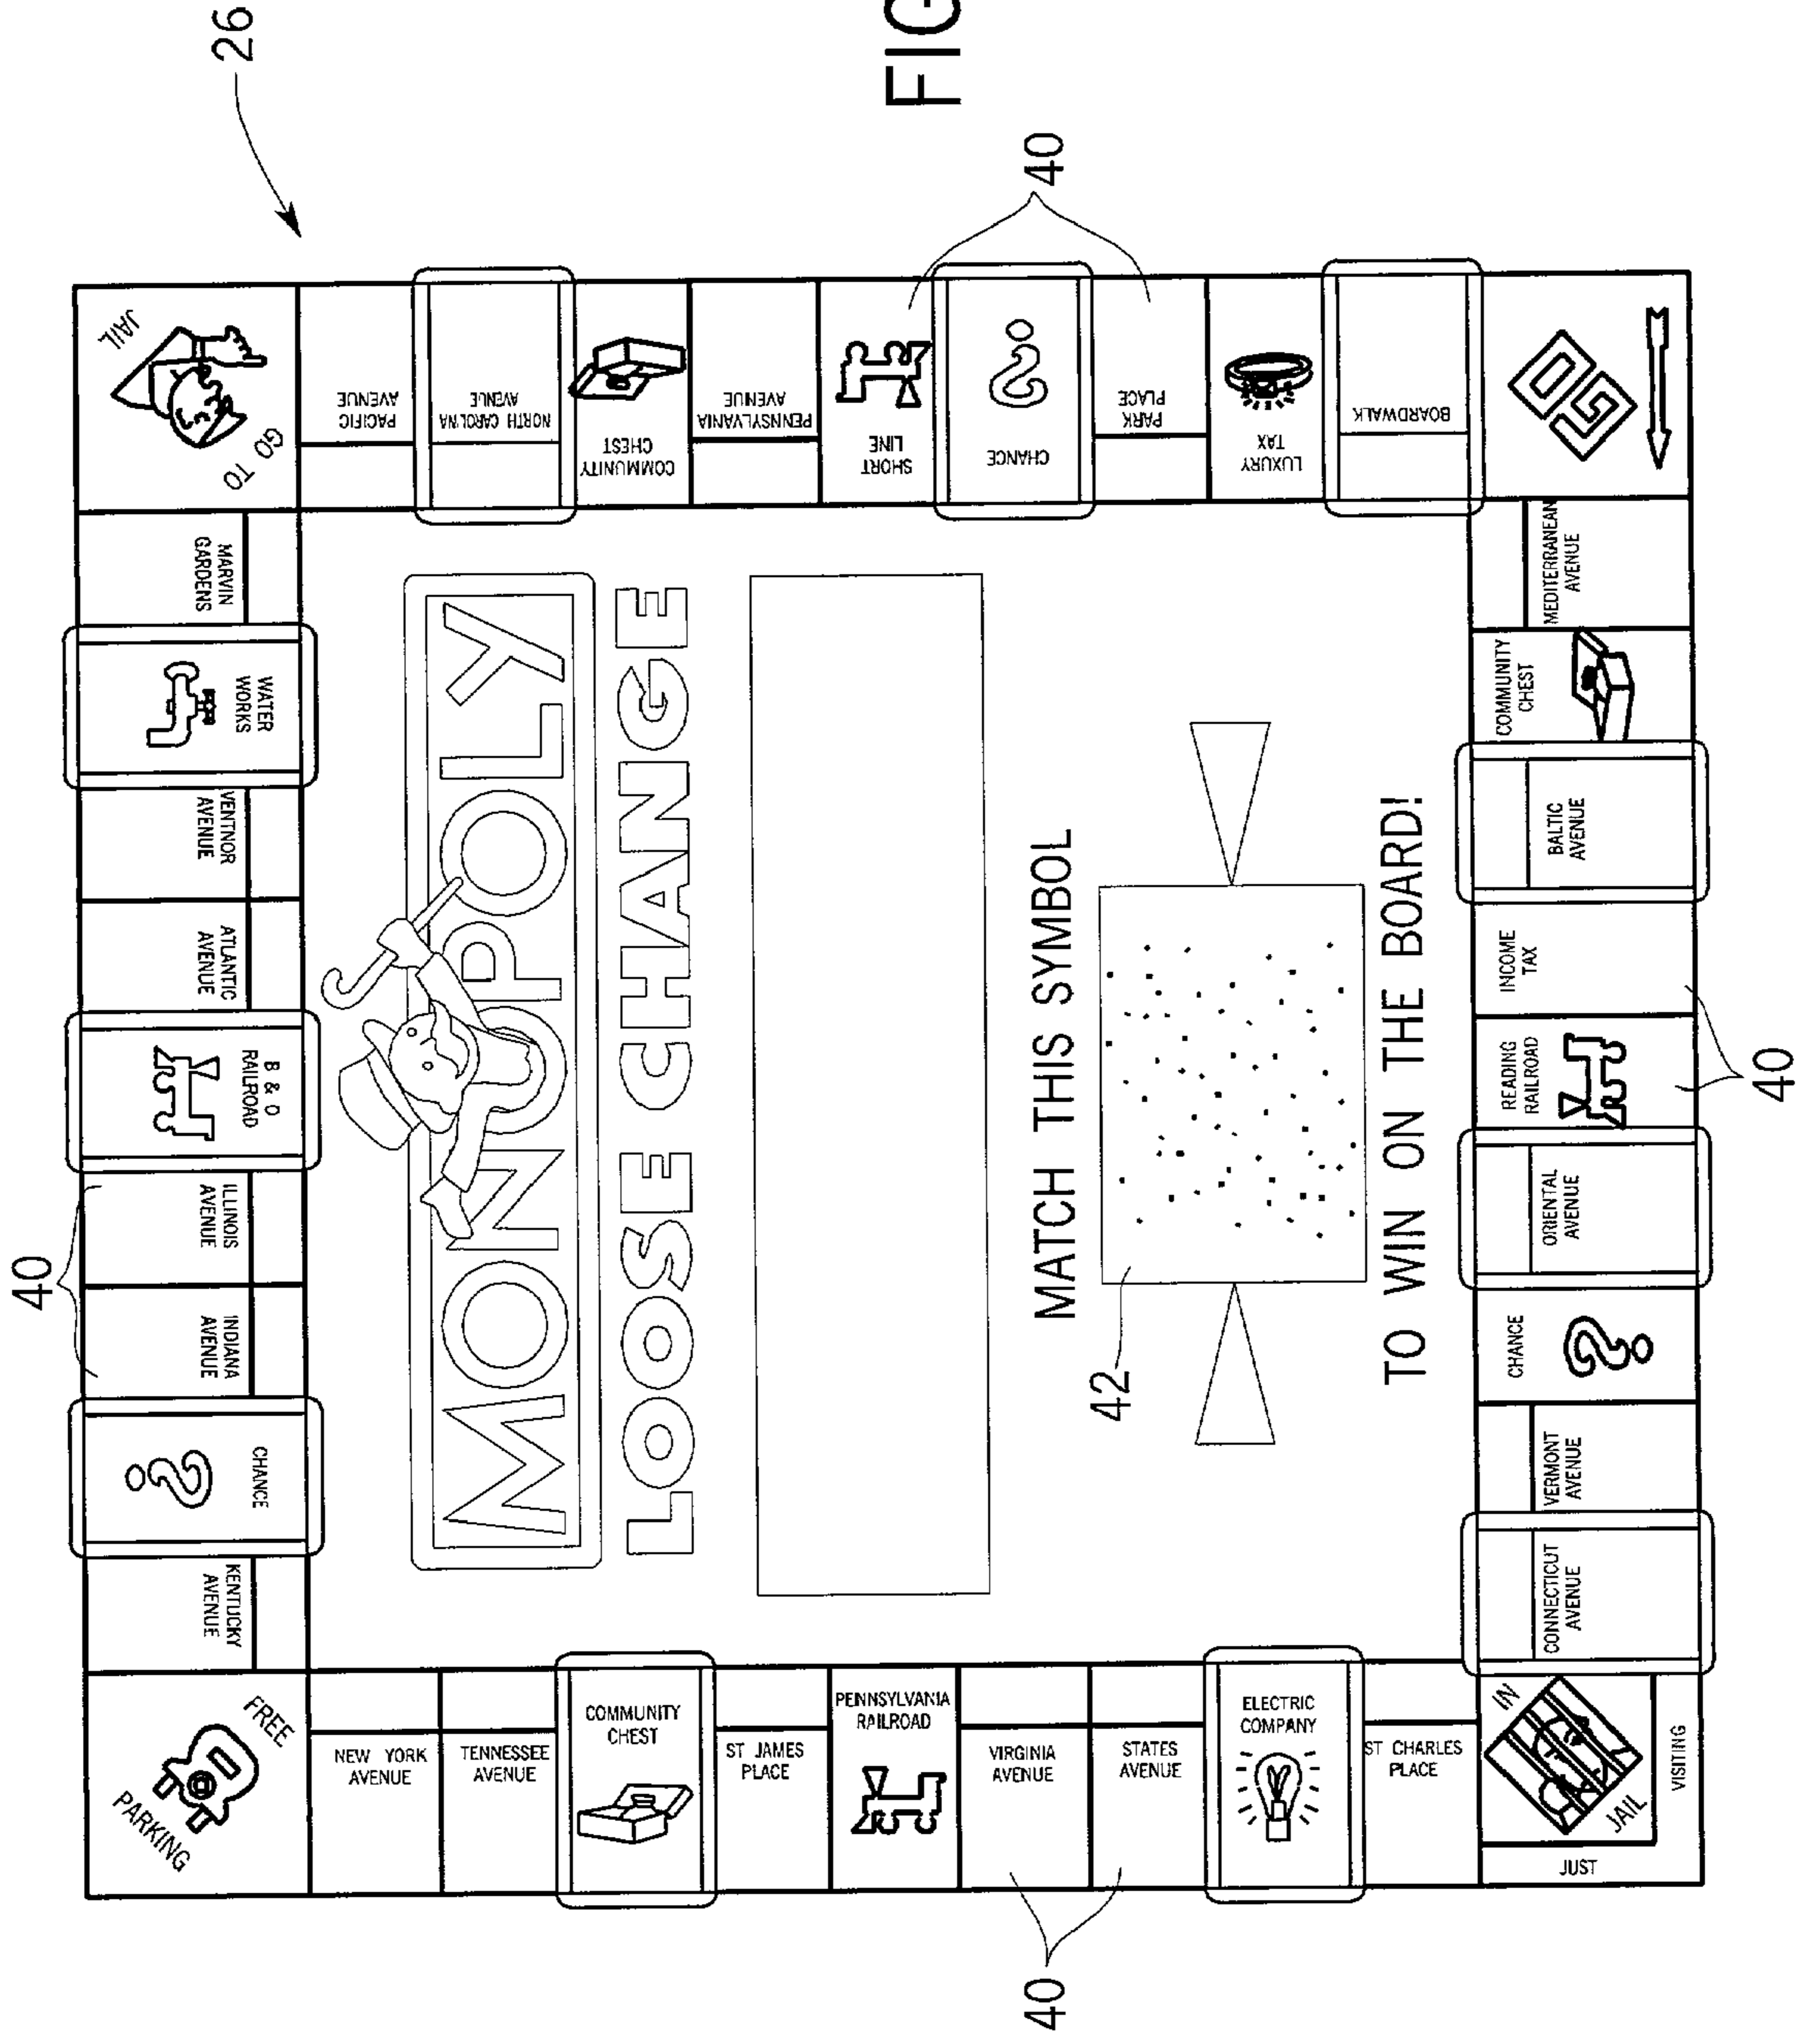 26
FIG
40
40
40
40
42
MONOPOLY
LOOSE CHANGE
MATCH THIS SYMBOL
TO WIN ON THE BOARD!
GO
MEDITERRANEAN
AVENUE
COMMUNITY
CHEST
BALTIC
AVENUE
INCOME
TAX
READING
RAILROAD
ORIENTAL
AVENUE
CHANCE
VERMONT
AVENUE
CONNECTICUT
AVENUE
IN
JAIL
JUST
VISITING
ST CHARLES
PLACE
ELECTRIC
COMPANY
STATES
AVENUE
VIRGINIA
AVENUE
PENNSYLVANIA
RAILROAD
ST JAMES
PLACE
COMMUNITY
CHEST
TENNESSEE
AVENUE
NEW YORK
AVENUE
FREE
PARKING
KENTUCKY
AVENUE
CHANCE
INDIANA
AVENUE
ILLINOIS
AVENUE
B & O
RAILROAD
ATLANTIC
AVENUE
VENTNOR
AVENUE
WATER
WORKS
MARVIN
GARDENS
GO TO
JAIL
PACIFIC
AVENUE
NORTH CAROLINA
AVENUE
COMMUNITY
CHEST
PENNSYLVANIA
AVENUE
SHORT
LINE
CHANCE
PARK
PLACE
LUXURY
TAX
BOARDWALK